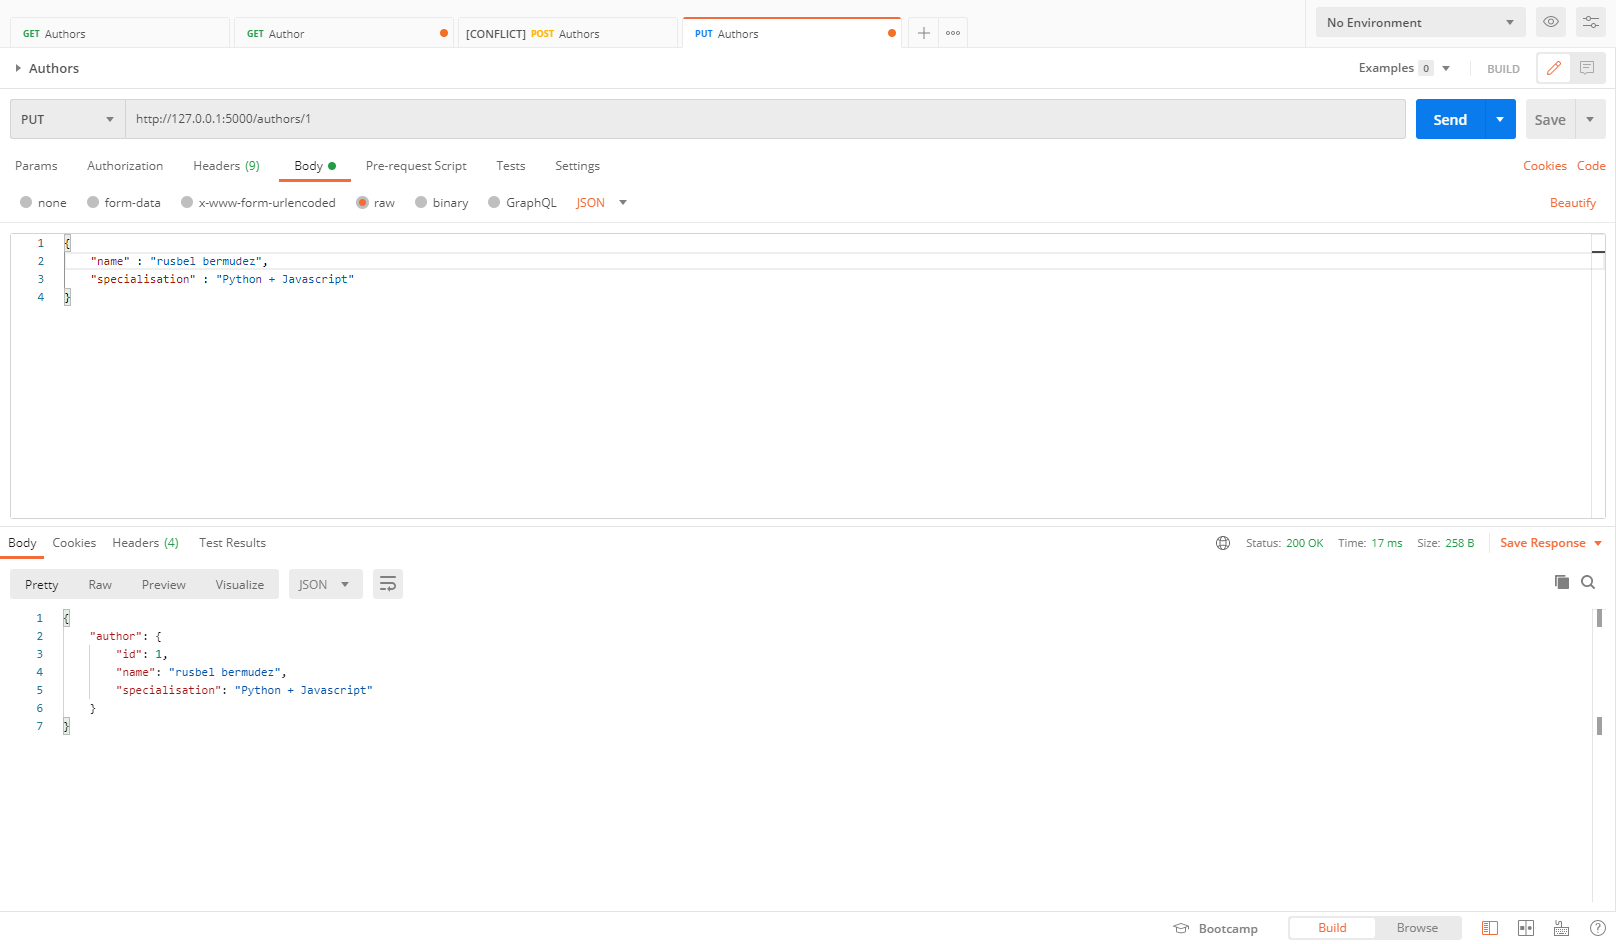 GET Authors GET Author [CONFLICT] POST Authors PUT Authors No Environment
Authors Examples 0 BUILD
PUT http://127.0.0.1:5000/authors/1 Send Save
Params Authorization Headers (9) Body Pre-request Script Tests Settings Cookies Code
none form-data x-www-form-urlencoded raw binary GraphQL JSON Beautify
1 {
2 "name" : "rusbel bermudez",
3 "specialisation" : "Python + Javascript"
4 }
Body Cookies Headers (4) Test Results Status: 200 OK Time: 17 ms Size: 258 B Save Response
Pretty Raw Preview Visualize JSON
1 {
2 "author": {
3 "id": 1,
4 "name": "rusbel bermudez",
5 "specialisation": "Python + Javascript"
6 }
7 }
Bootcamp Build Browse